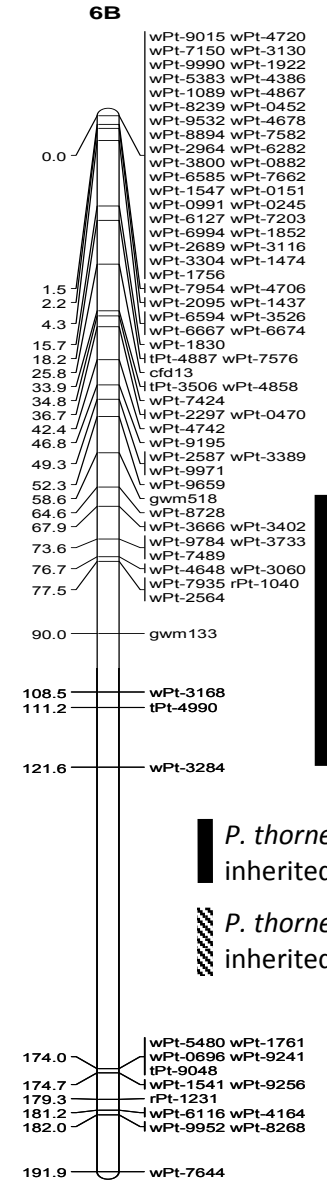 6B
wPt-9015 wPt-4720
wPt-7150 wPt-3130
wPt-9990 wPt-1922
wPt-5383 wPt-4386
wPt-1089 wPt-4867
wPt-8239 wPt-0452
wPt-9532 wPt-4678
wPt-8894 wPt-7582
wPt-2964 wPt-6282
0.0 wPt-3800 wPt-0882
wPt-6585 wPt-7662
wPt-1547 wPt-0151
wPt-0991 wPt-0245
wPt-6127 wPt-7203
wPt-6994 wPt-1852
wPt-2689 wPt-3116
wPt-3304 wPt-1474
wPt-1756
1.5 wPt-7954 wPt-4706
2.2 wPt-2095 wPt-1437
4.3 wPt-6594 wPt-3526
wPt-6667 wPt-6674
15.7 wPt-1830
18.2 tPt-4887 wPt-7576
25.8 cfd13
33.9 tPt-3506 wPt-4858
34.8 wPt-7424
36.7 wPt-2297 wPt-0470
42.4 wPt-4742
46.8 wPt-9195
49.3 wPt-2587 wPt-3389
wPt-9971
52.3 wPt-9659
58.6 gwm518
64.6 wPt-8728
67.9 wPt-3666 wPt-3402
73.6 wPt-9784 wPt-3733
wPt-7489
76.7 wPt-4648 wPt-3060
77.5 wPt-7935 rPt-1040
wPt-2564
90.0 gwm133
108.5 wPt-3168
111.2 tPt-4990
121.6 wPt-3284
P. thorne
inherited
P. thorne
inherited
wPt-5480 wPt-1761
174.0 wPt-0696 wPt-9241
tPt-9048
174.7 wPt-1541 wPt-9256
179.3 rPt-1231
181.2 wPt-6116 wPt-4164
182.0 wPt-9952 wPt-8268
191.9 wPt-7644